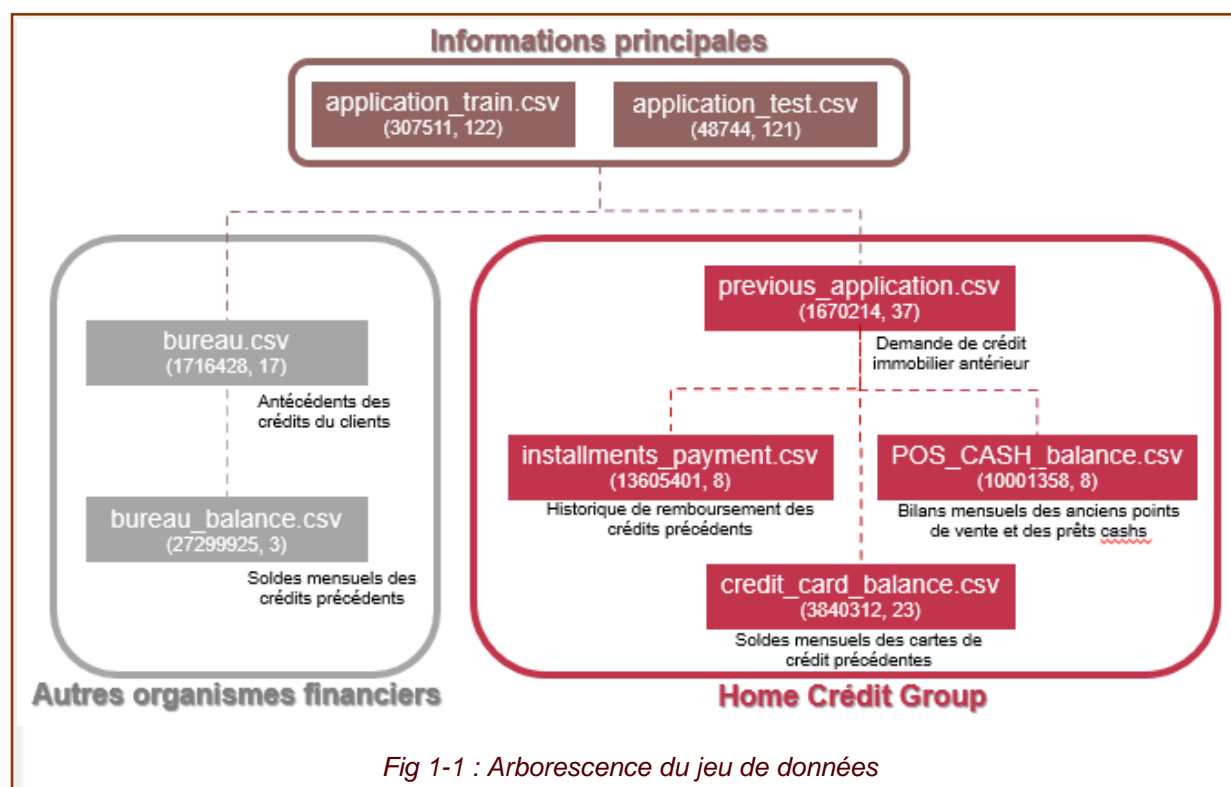 Informations principales
application_train.csv
(307511, 122)
application_test.csv
(48744, 121)
bureau.csv
(1716428, 17)
Antécédents des
crédits du clients
bureau_balance.csv
(27299925, 3)
Soldes mensuels des
crédits précédents
Autres organismes financiers
previous_application.csv
(1670214, 37)
Demande de crédit
immobilier antérieur
installments_payment.csv
(13605401, 8)
Historique de remboursement des
crédits précédents
POS_CASH_balance.csv
(10001358, 8)
Bilans mensuels des anciens points
de vente et des prêts cashs
credit_card_balance.csv
(3840312, 23)
Soldes mensuels des cartes de
crédit précédentes
Home Crédit Group
Fig 1-1 : Arborescence du jeu de données